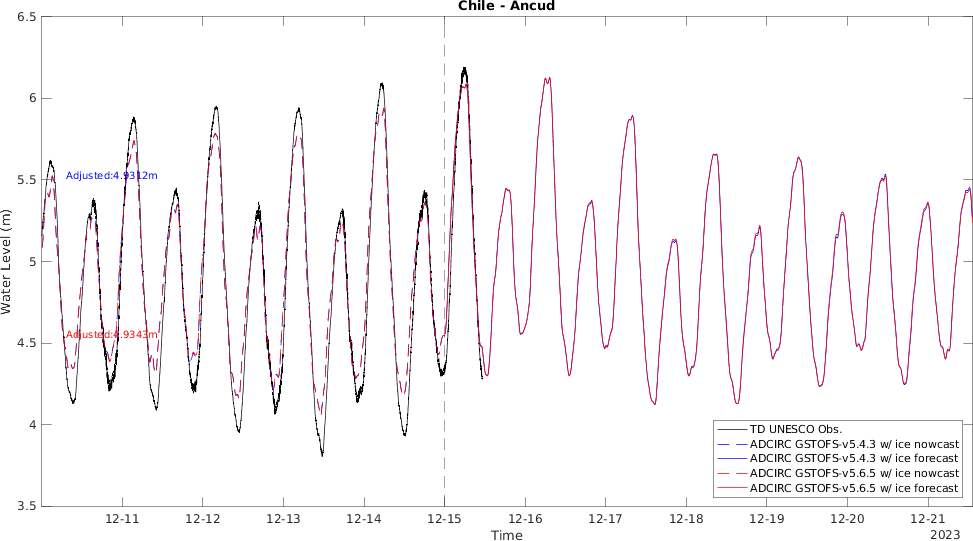 Chile - Ancud
6.5
6
5.5
5
4.5
4
3.5
Water Level (m)
Adjusted:4.9312m
Adjusted:4.9343m
TD UNESCO Obs.
ADCIRC GSTOFS-v5.4.3 w/ ice nowcast
ADCIRC GSTOFS-v5.4.3 w/ ice forecast
ADCIRC GSTOFS-v5.6.5 w/ ice nowcast
ADCIRC GSTOFS-v5.6.5 w/ ice forecast
12-11 12-12 12-13 12-14 12-15 12-16 12-17 12-18 12-19 12-20 12-21
Time
2023